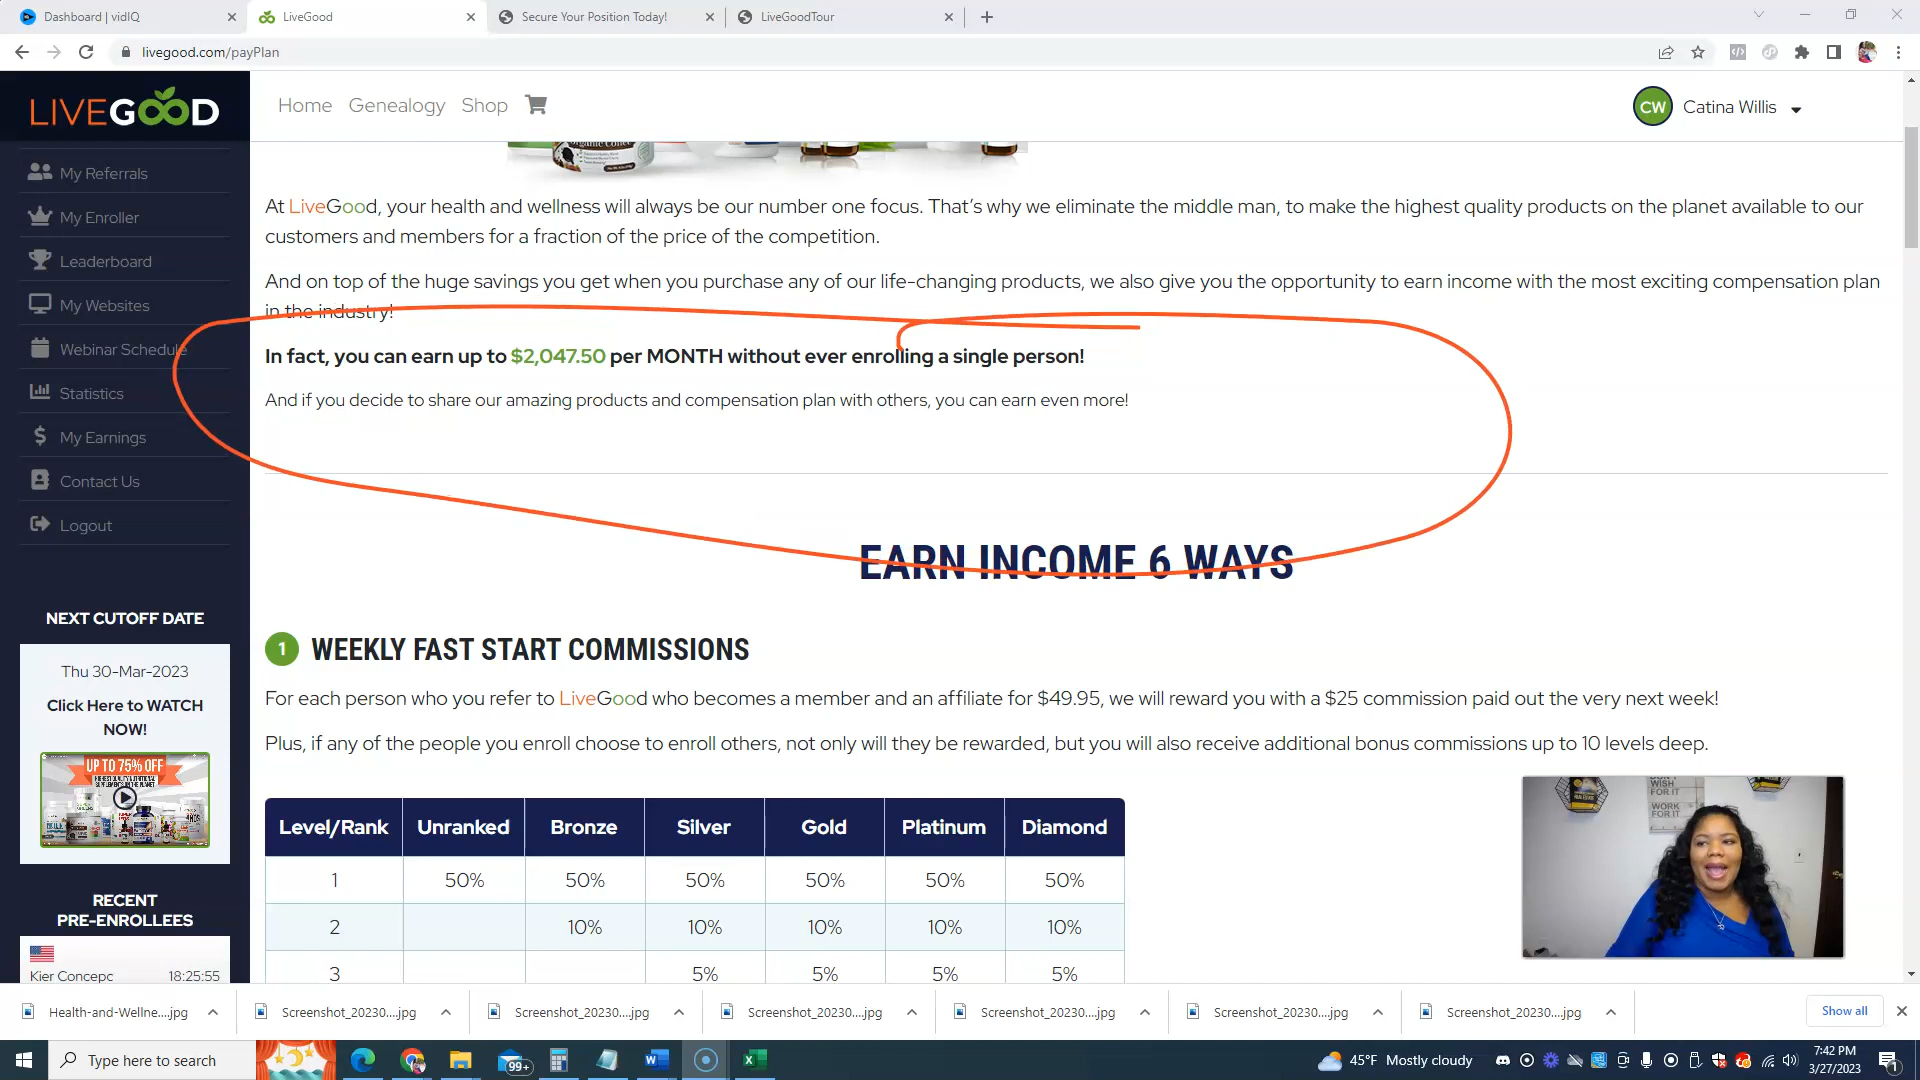 Dashboard | vidIQ
LiveGood
Secure Your Position Today!
LiveGoodTour
livegood.com/payPlan
LIVEGOOD
Home Genealogy Shop
CW Catina Willis
My Referrals
My Enroller
Leaderboard
My Websites
Webinar Schedule
Statistics
My Earnings
Contact Us
Logout
NEXT CUTOFF DATE
Thu 30-Mar-2023
Click Here to WATCH
NOW!
UP TO 75% OFF
HIGHEST QUALITY NUTRITIONAL
SUPPLEMENTS ON THE PLANET
RECENT
PRE-ENROLLEES
Kier Concepc 18:25:55
At LiveGood, your health and wellness will always be our number one focus. That's why we eliminate the middle man, to make the highest quality products on the planet available to our
customers and members for a fraction of the price of the competition.
And on top of the huge savings you get when you purchase any of our life-changing products, we also give you the opportunity to earn income with the most exciting compensation plan
in the industry!
In fact, you can earn up to $2,047.50 per MONTH without ever enrolling a single person!
And if you decide to share our amazing products and compensation plan with others, you can earn even more!
EARN INCOME 6 WAYS
1 WEEKLY FAST START COMMISSIONS
For each person who you refer to LiveGood who becomes a member and an affiliate for $49.95, we will reward you with a $25 commission paid out the very next week!
Plus, if any of the people you enroll choose to enroll others, not only will they be rewarded, but you will also receive additional bonus commissions up to 10 levels deep.
Level/Rank Unranked Bronze Silver Gold Platinum Diamond
1 50% 50% 50% 50% 50% 50%
2 10% 10% 10% 10% 10%
3 5% 5% 5% 5%
WISH
FOR IT
WORK
FOR IT
Health-and-Wellne....jpg
Screenshot_20230....jpg
Screenshot_20230....jpg
Screenshot_20230....jpg
Screenshot_20230....jpg
Screenshot_20230....jpg
Screenshot_20230....jpg
Show all
Type here to search
99+
45°F Mostly cloudy
7:42 PM
3/27/2023
1